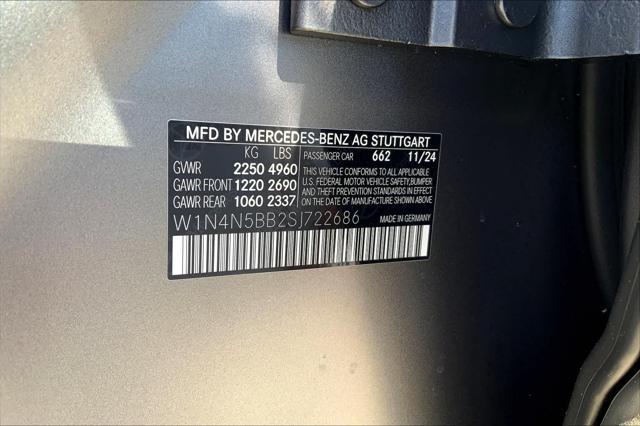 MFD BY MERCEDES-BENZ AG STUTTGART
KG LBS
GVWR 2250 4960
GAWR FRONT 1220 2690
GAWR REAR 1060 2337
PASSENGER CAR 662 11/24
THIS VEHICLE CONFORMS TO ALL APPLICABLE
U.S. FEDERAL MOTOR VEHICLE SAFETY, BUMPER,
AND THEFT PREVENTION STANDARDS IN EFFECT
ON THE DATE OF MANUFACTURE SHOWN ABOVE
W1N4N5BB2SJ722686
MADE IN GERMANY